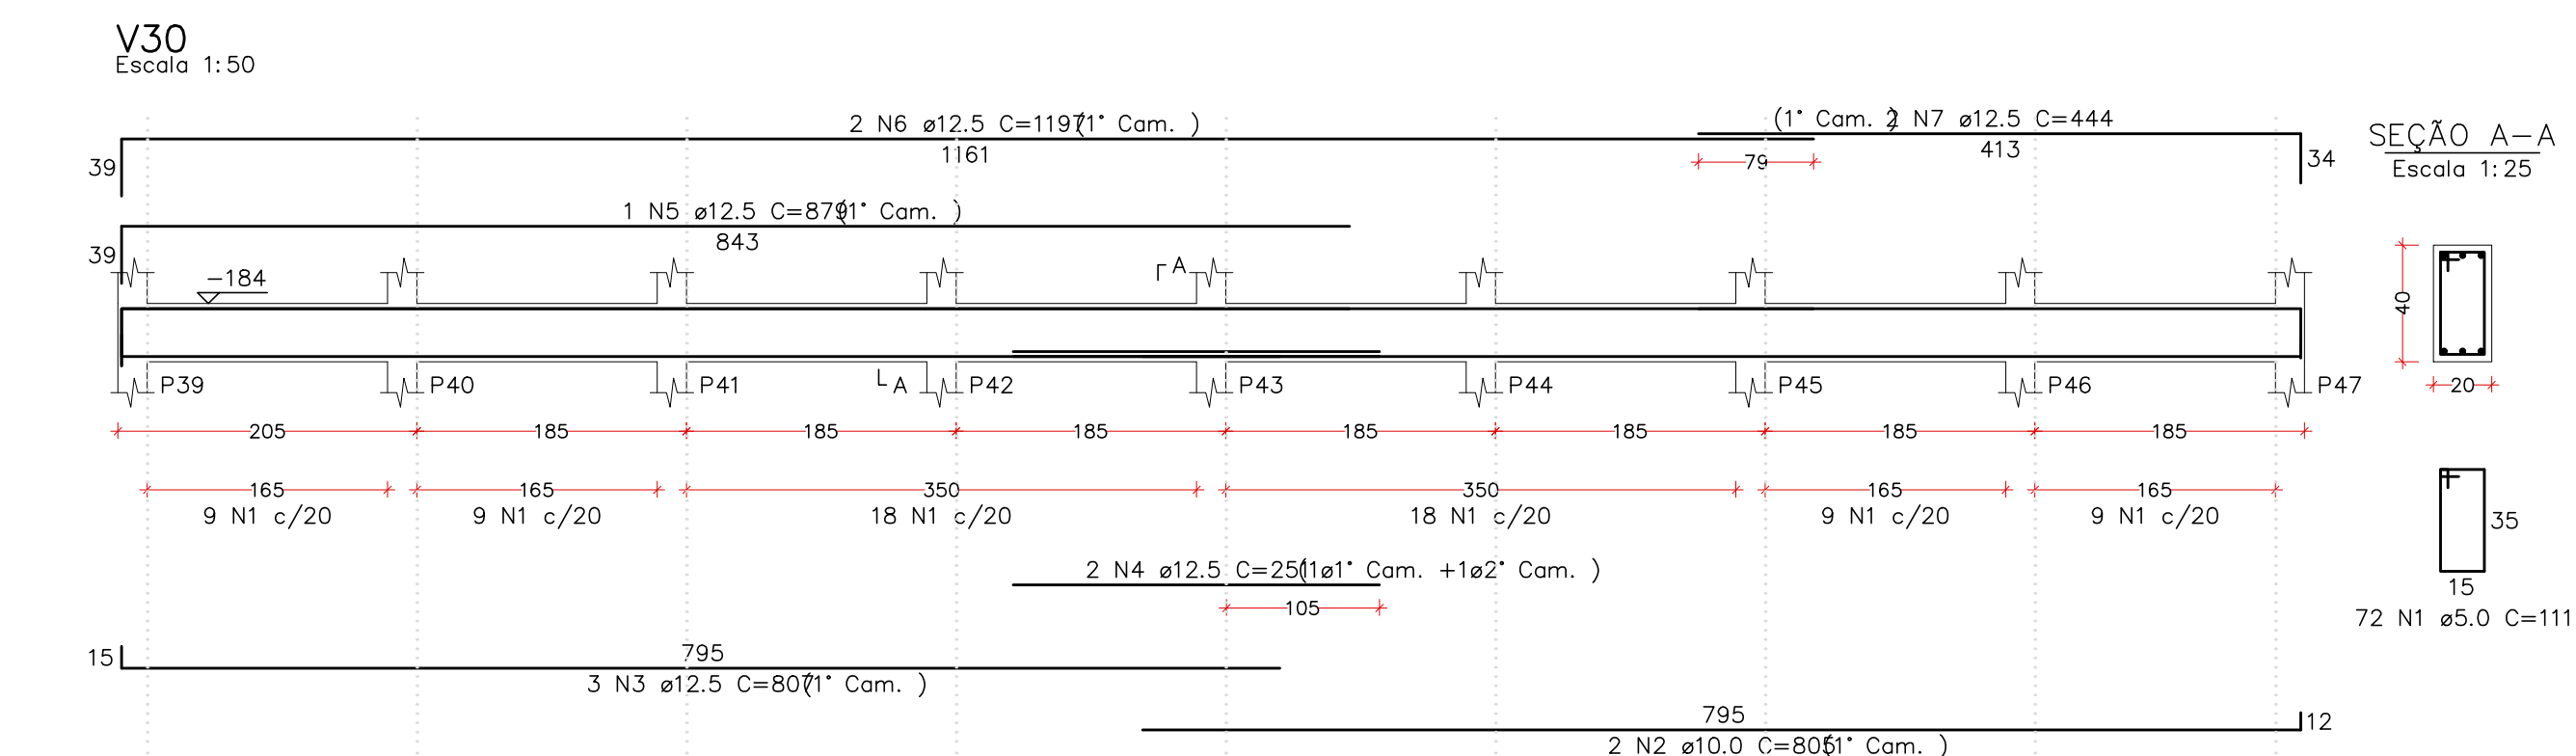 V30
Escala 1:50
2 N6 ø12.5 C=1197(1° Cam. )
1161
39
(1° Cam. ) 2 N7 ø12.5 C=444
413
79
34
SEÇÃO A-A
Escala 1:25
1 N5 ø12.5 C=879(1° Cam. )
843
39
-184
A
A
P39 P40 P41 P42 P43 P44 P45 P46 P47
40
20
205 185 185 185 185 185 185 185
165 165 350 350 165 165
9 N1 c/20 9 N1 c/20 18 N1 c/20 18 N1 c/20 9 N1 c/20 9 N1 c/20
35
15
72 N1 ø5.0 C=111
2 N4 ø12.5 C=251(1ø1° Cam. +1ø2° Cam. )
105
15
795
3 N3 ø12.5 C=807(1° Cam. )
795
12
2 N2 ø10.0 C=805(1° Cam. )